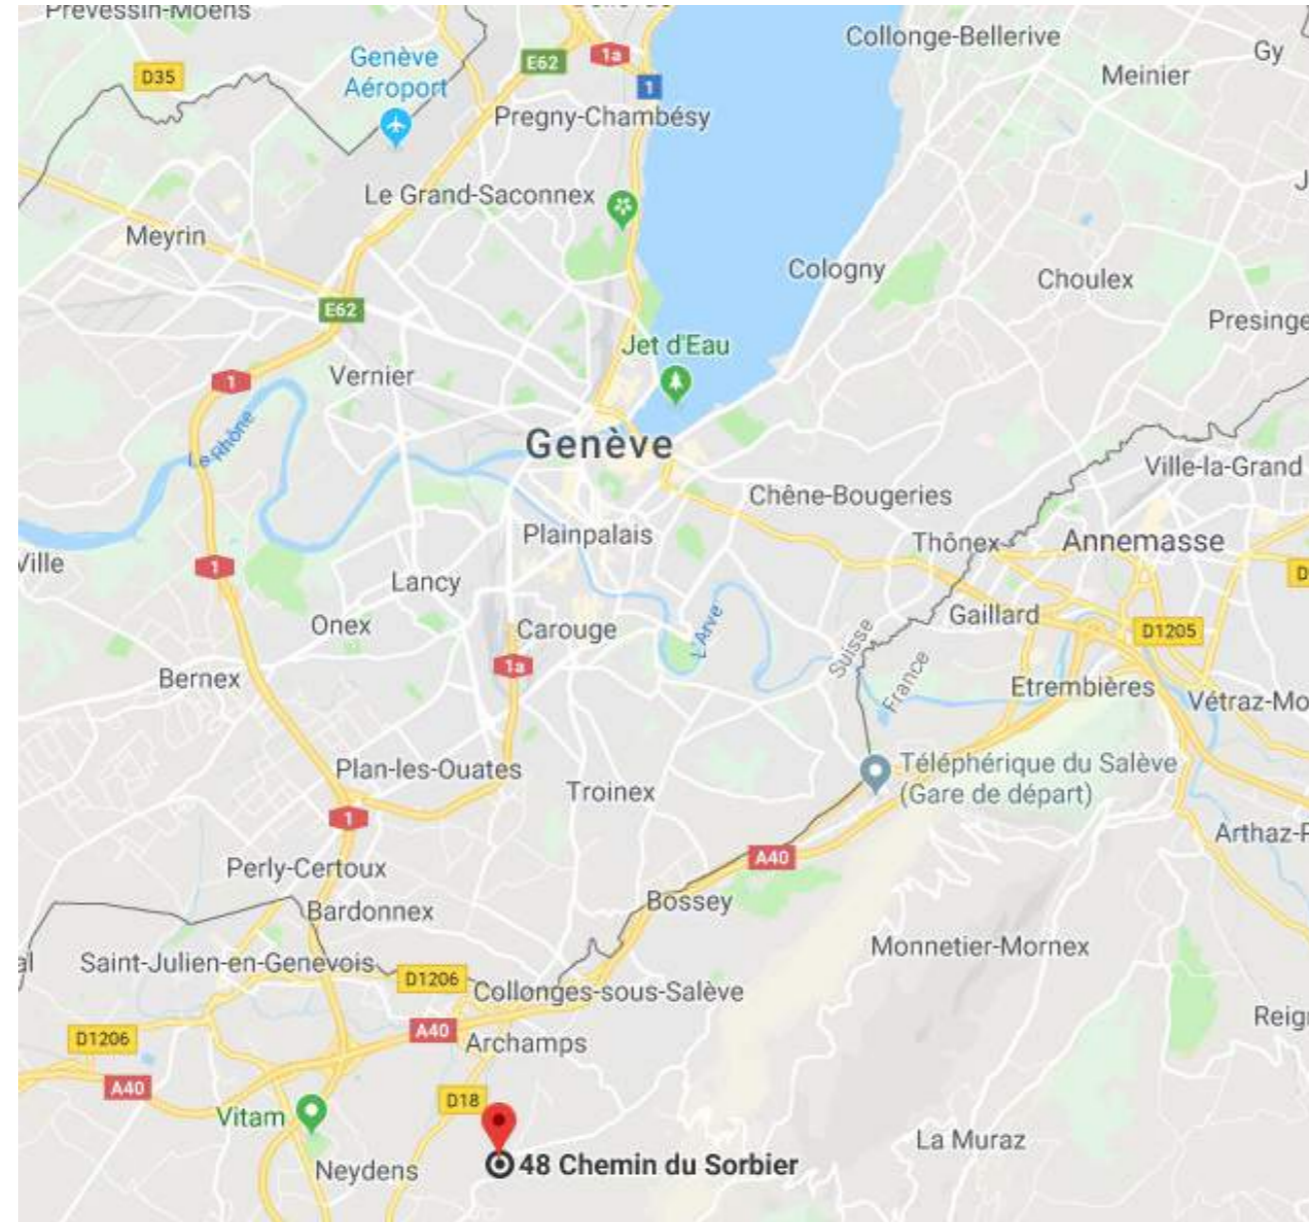 Prévessin-Moëns
Collonge-Bellerive
Gy
Genève
Aéroport
E62
1a
D35
Meinier
1
Pregny-Chambésy
Le Grand-Saconnex
Meyrin
Cologny
Choulex
E62
Presinge
Jet d'Eau
1
Vernier
Le Rhône
Genève
Ville-la-Grand
Chêne-Bougeries
Plainpalais
Thônex
Annemasse
Ville
1
D
Lancy
Onex
Carouge
L'Arve
Gaillard
D1205
Suisse
France
1a
Bernex
Etrembières
Vétraz-Mo
Plan-les-Ouates
Téléphérique du Salève
(Gare de départ)
Troinex
1
Arthaz-P
A40
Perly-Certoux
Bossey
Bardonnex
Monnetier-Mornex
Saint-Julien-en-Genevois
D1206
Collonges-sous-Salève
Reig
A40
D1206
Archamps
A40
D18
Vitam
La Muraz
48 Chemin du Sorbier
Neydens